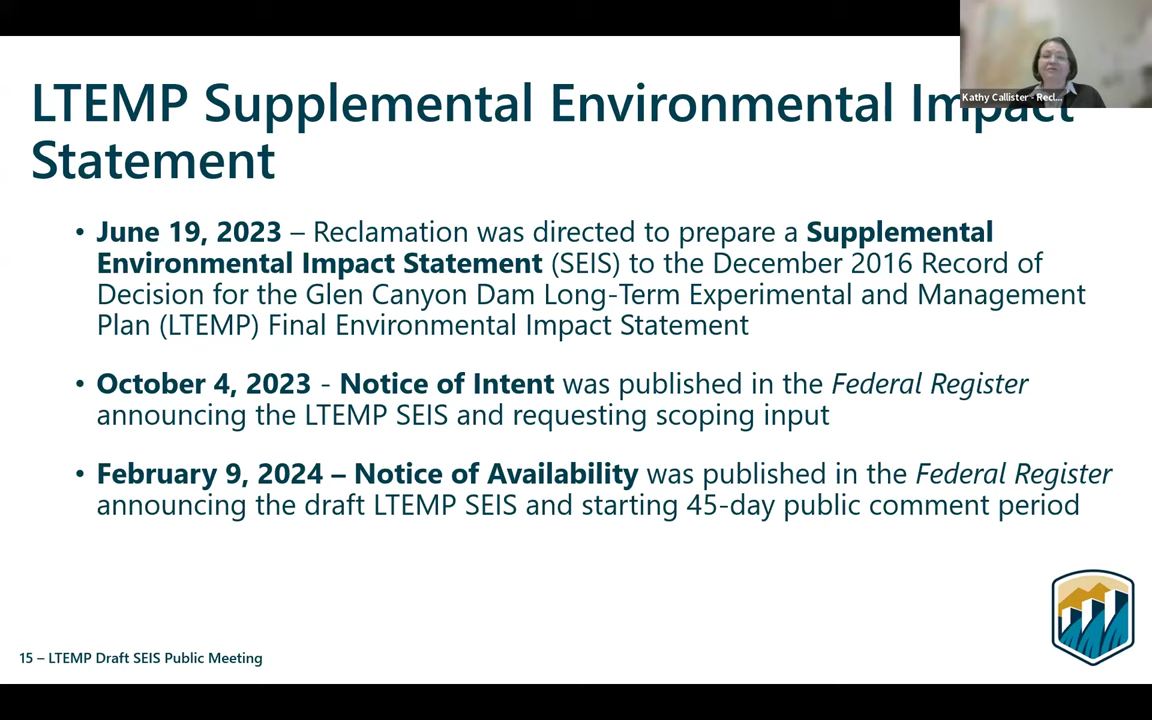 Kathy Callister - Recl...
LTEMP Supplemental Environmental Impact
Statement
• June 19, 2023 – Reclamation was directed to prepare a Supplemental
Environmental Impact Statement (SEIS) to the December 2016 Record of
Decision for the Glen Canyon Dam Long-Term Experimental and Management
Plan (LTEMP) Final Environmental Impact Statement
• October 4, 2023 - Notice of Intent was published in the Federal Register
announcing the LTEMP SEIS and requesting scoping input
• February 9, 2024 – Notice of Availability was published in the Federal Register
announcing the draft LTEMP SEIS and starting 45-day public comment period
15 – LTEMP Draft SEIS Public Meeting